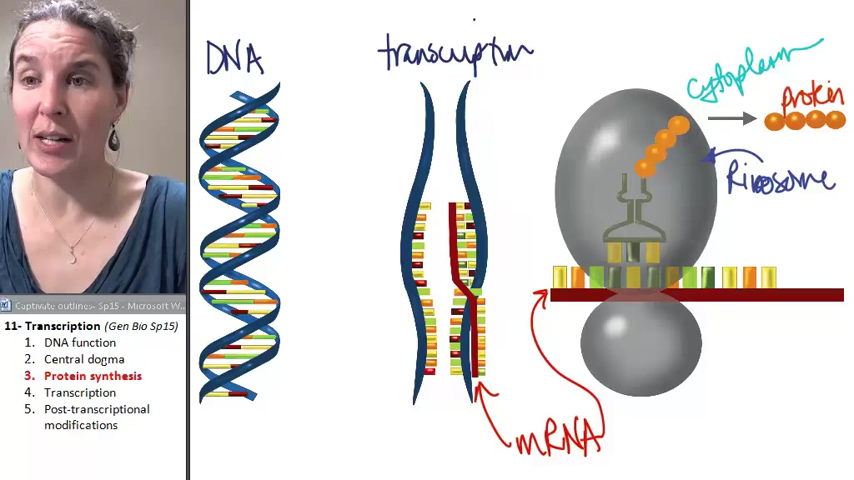 DNA
transcription
cytoplasm
protein
Ribosome
mRNA
Captivate outlines- Sp15 - Microsoft W...
11- Transcription (Gen Bio Sp15)
1. DNA function
2. Central dogma
3. Protein synthesis
4. Transcription
5. Post-transcriptional
modifications